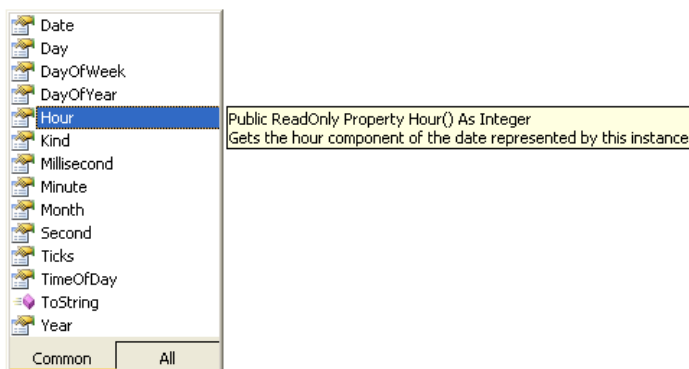 Date
Day
DayOfWeek
DayOfYear
Hour
Public ReadOnly Property Hour() As Integer
Gets the hour component of the date represented by this instance
Kind
Millisecond
Minute
Month
Second
Ticks
TimeOfDay
ToString
Year
Common All